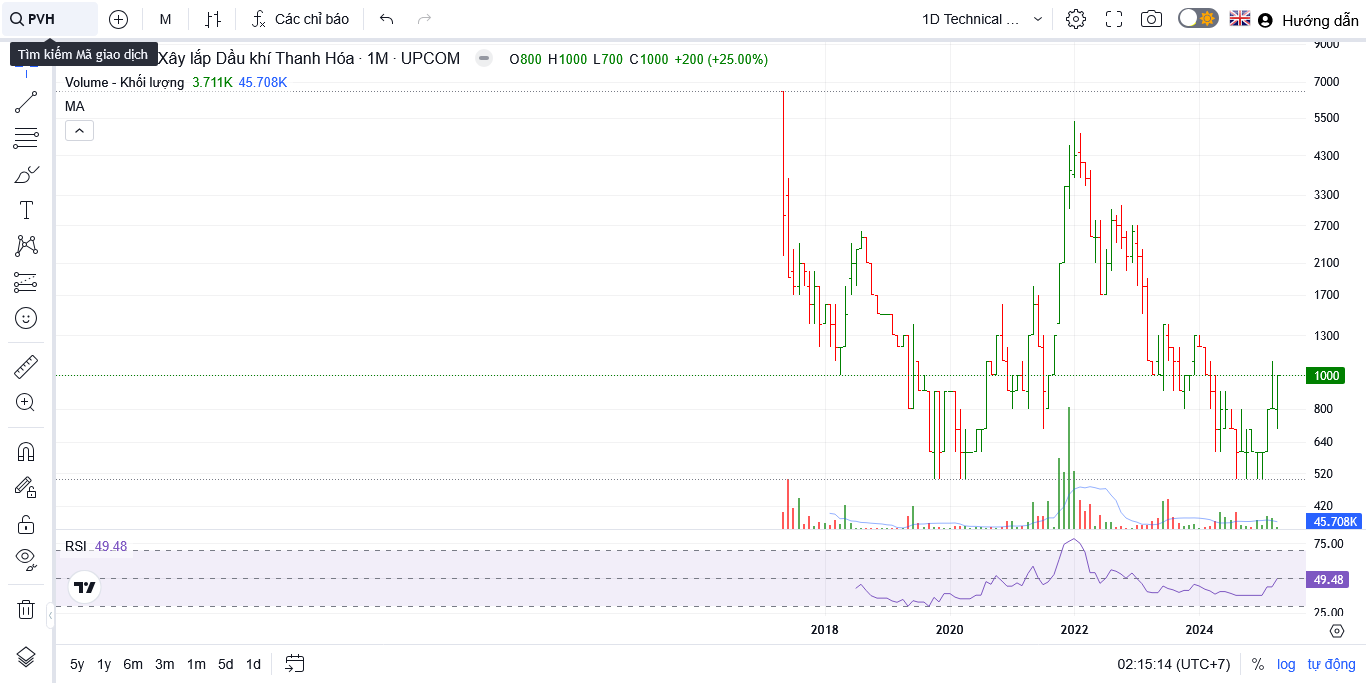 PVH
M
Các chỉ báo
1D Technical ...
Hướng dẫn
Tìm kiếm Mã giao dịch
Xây lắp Dầu khí Thanh Hóa · 1M · UPCOM
O800 H1000 L700 C1000 +200 (+25.00%)
Volume - Khối lượng 3.711K 45.708K
MA
9000
7000
5500
4300
3300
2700
2100
1700
1300
1000
800
640
520
420
45.708K
RSI 49.48
75.00
49.48
25.00
2018
2020
2022
2024
5y 1y 6m 3m 1m 5d 1d
02:15:14 (UTC+7)
% log tự động